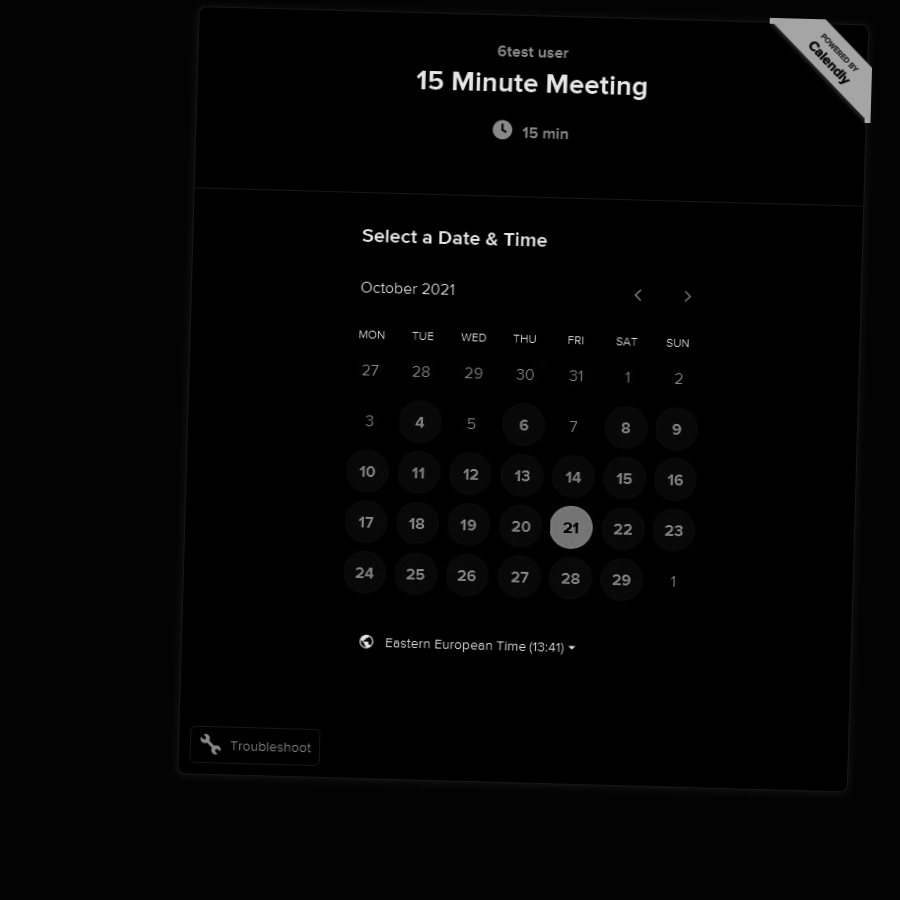 6test user
15 Minute Meeting
15 min
POWERED BY
Calendly
Select a Date & Time
October 2021
MON TUE WED THU FRI SAT SUN
27 28 29 30 31 1 2
3 4 5 6 7 8 9
10 11 12 13 14 15 16
17 18 19 20 21 22 23
24 25 26 27 28 29 1
Eastern European Time (13:41)
Troubleshoot